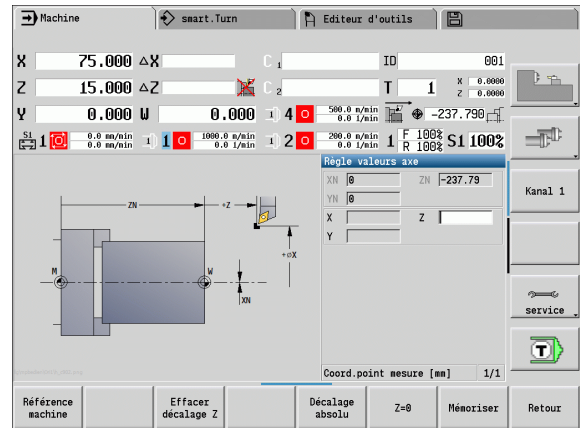 Machine
smart.Turn
Editeur d'outils
X 75.000 △X C 1 ID 001
Z 15.000 △Z C 2 T 1 X 0.0000
Z 0.0000
Y 0.000 U 0.000 4 0 500.0 m/min
0.0 1/min
-237.790
S1 1 0.0 mm/min
0.0 mm/min
1 0 1000.0 m/min
0.0 1/min
2 0 200.0 m/min
0.0 1/min
1 F 100%
R 100%
S1 100%
Règle valeurs axe
XN 0 ZN -237.79
YN 0
X Z
Y
Coord.point mesure [mm] 1/1
ZN
+Z
+øX
M
W
XN
Kanal 1
service
T
Référence machine
Effacer décalage Z
Décalage absolu
Z=0
Mémoriser
Retour